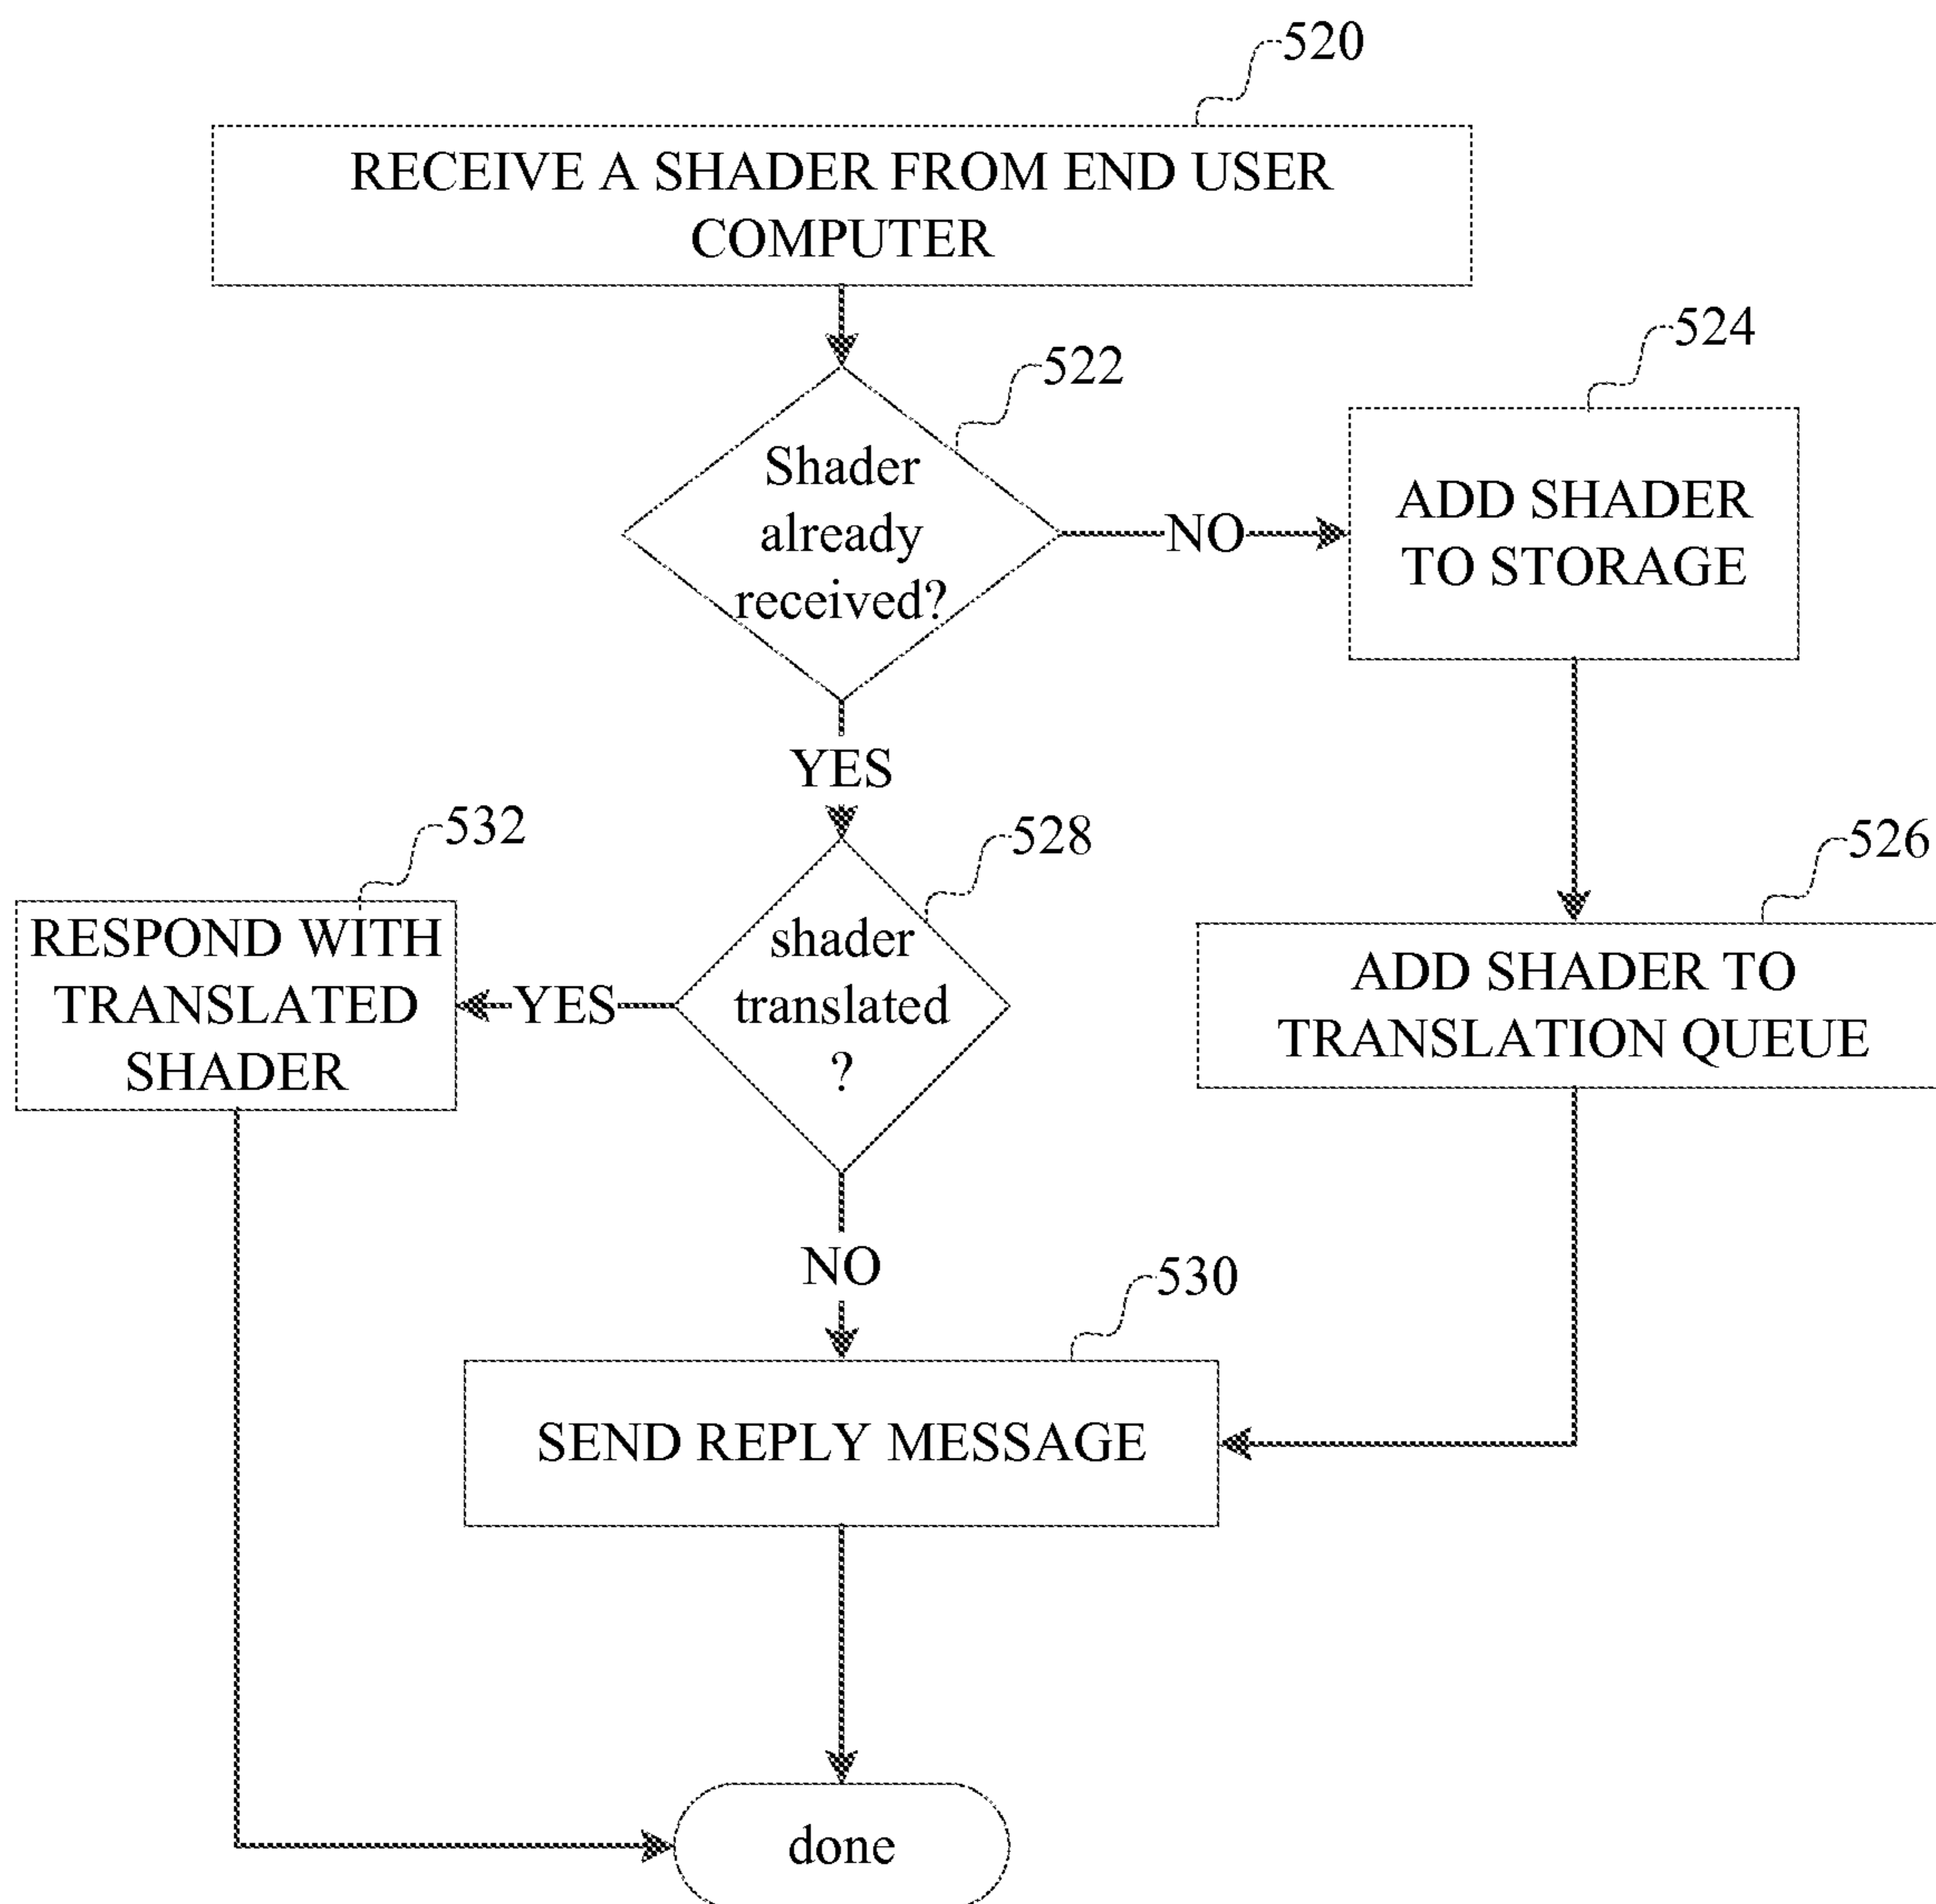 520
RECEIVE A SHADER FROM END USER
COMPUTER
522
Shader
already
received?
NO
524
ADD SHADER
TO STORAGE
YES
528
shader
translated
?
YES
532
RESPOND WITH
TRANSLATED
SHADER
526
ADD SHADER TO
TRANSLATION QUEUE
NO
530
SEND REPLY MESSAGE
done